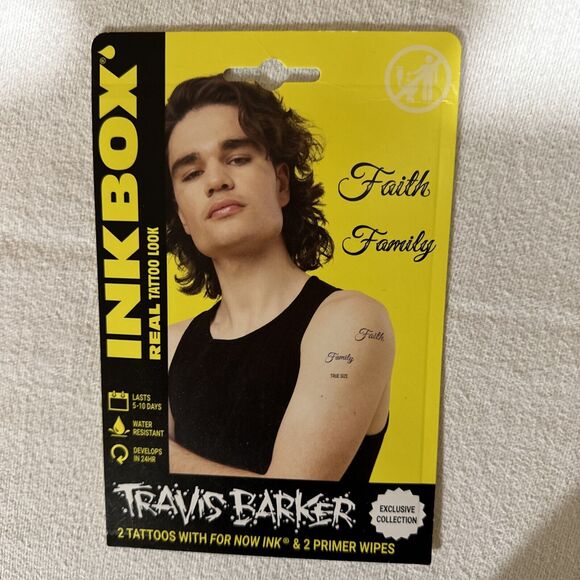 INKBOX
REAL TATTOO LOOK
Faith
Family
Faith
Family
TRUE SIZE
LASTS
5-10 DAYS
WATER
RESISTANT
DEVELOPS
IN 24HR
TRAVIS BARKER
EXCLUSIVE
COLLECTION
2 TATTOOS WITH FOR NOW INK® & 2 PRIMER WIPES